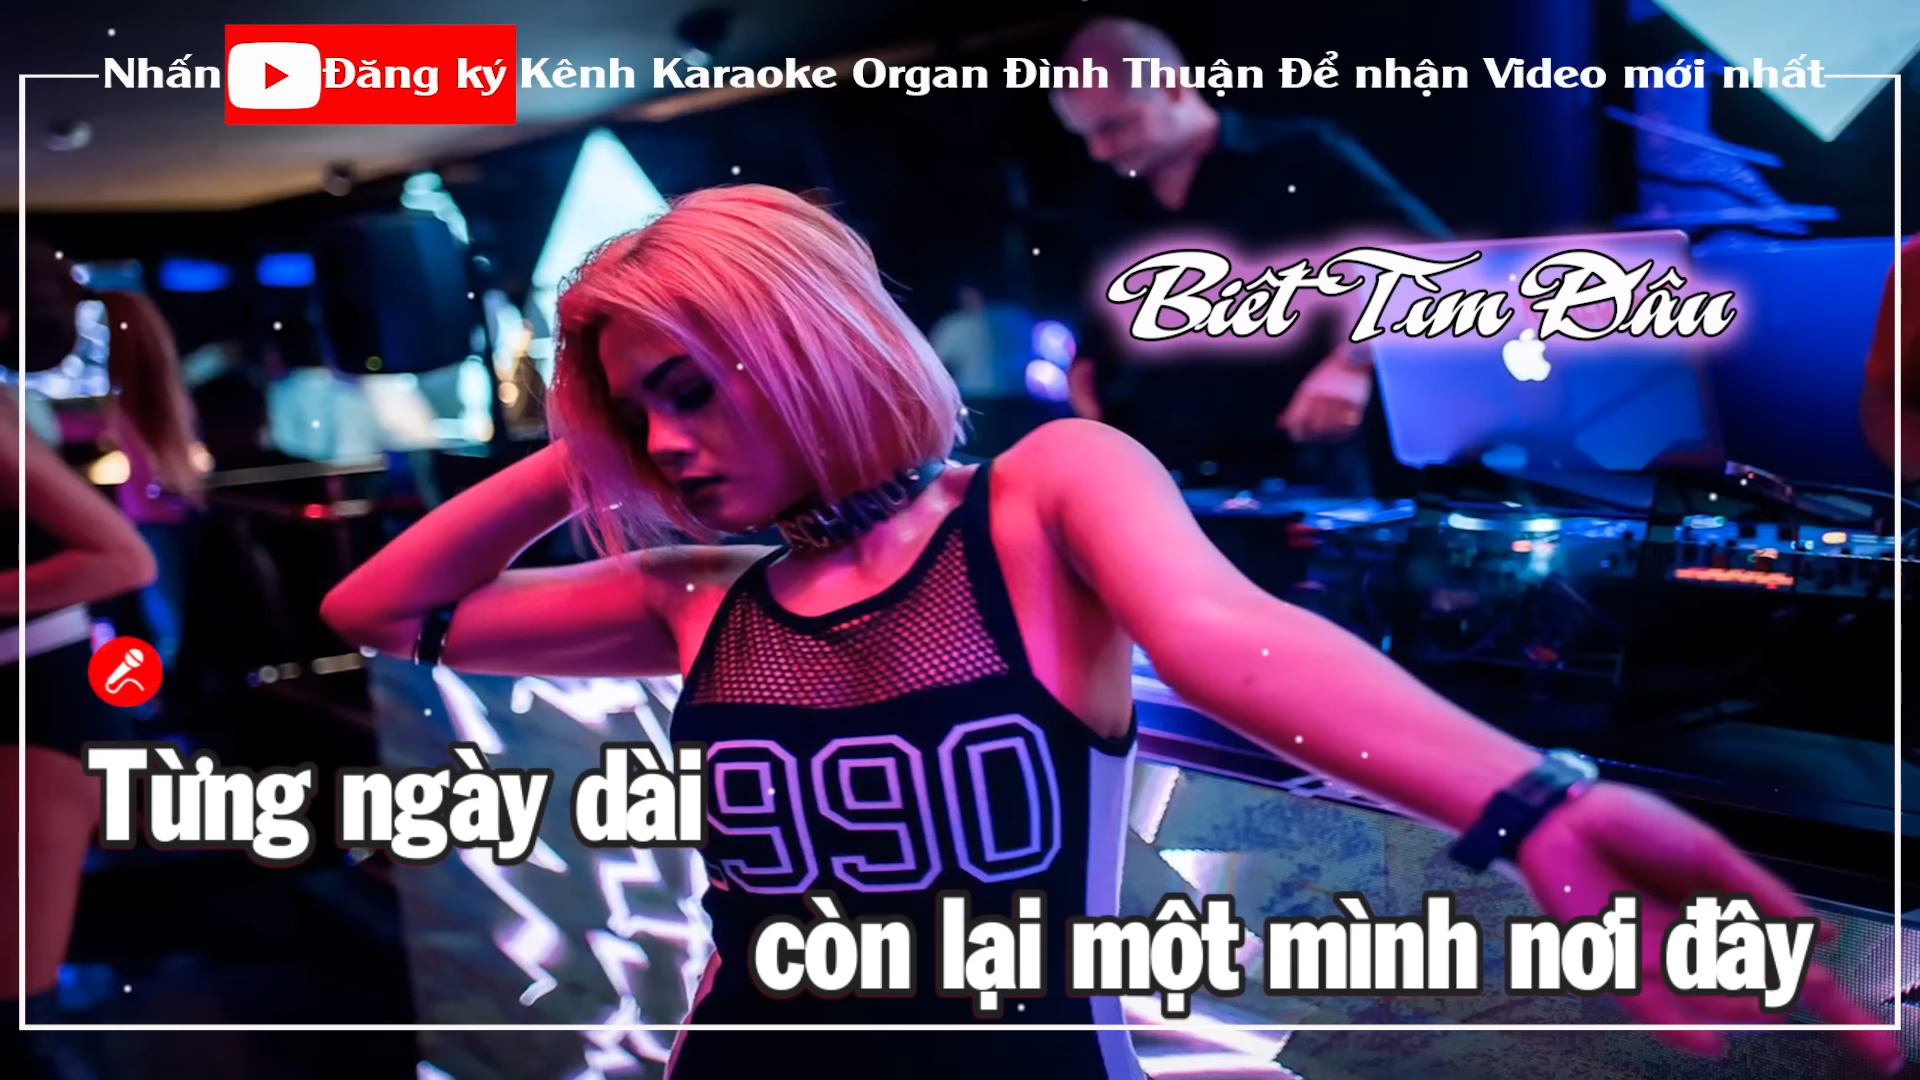 Nhấn Đăng ký Kênh Karaoke Organ Đình Thuận Để nhận Video mới nhất
Biết Tìm Đâu
990
Từng ngày dài
còn lại một mình nơi đây